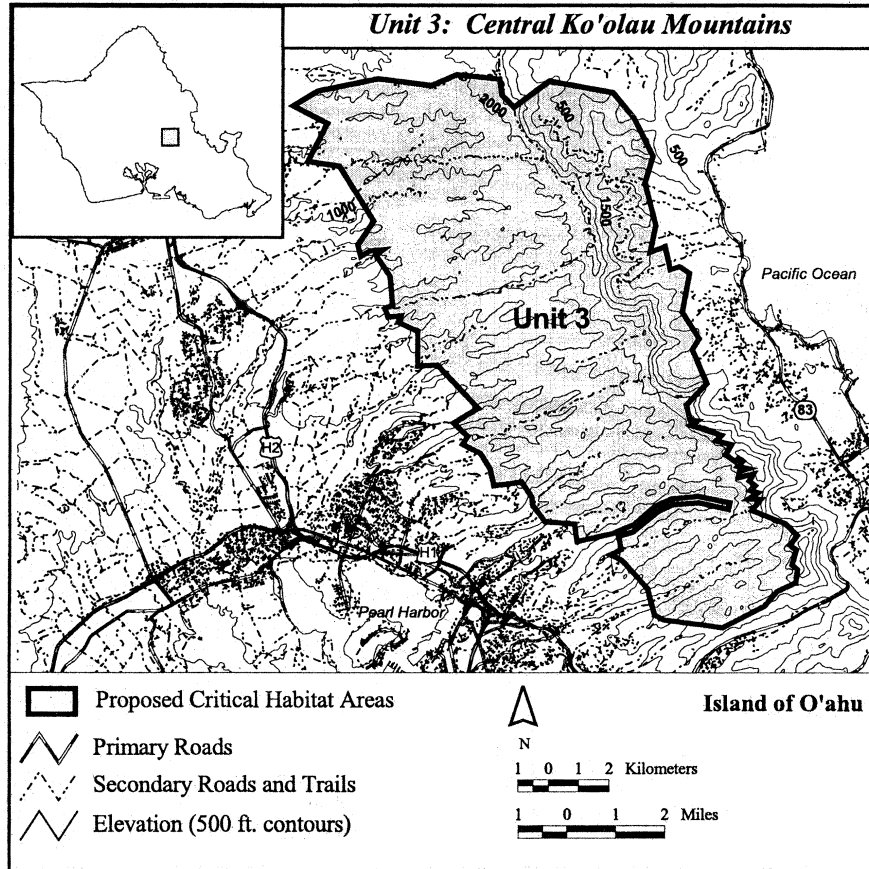 Unit 3: Central Ko'olau Mountains
2000
500
500
1000
1500
Pacific Ocean
Unit 3
83
H2
H1
Pearl Harbor
Proposed Critical Habitat Areas
Island of O'ahu
Primary Roads
N
Secondary Roads and Trails
1 0 1 2 Kilometers
Elevation (500 ft. contours)
1 0 1 2 Miles